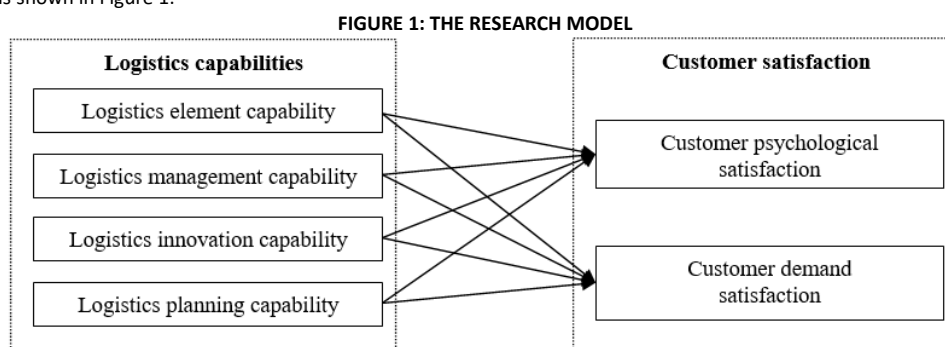 is shown in Figure 1.
FIGURE 1: THE RESEARCH MODEL
Logistics capabilities
Logistics element capability
Logistics management capability
Logistics innovation capability
Logistics planning capability
Customer satisfaction
Customer psychological
satisfaction
Customer demand
satisfaction